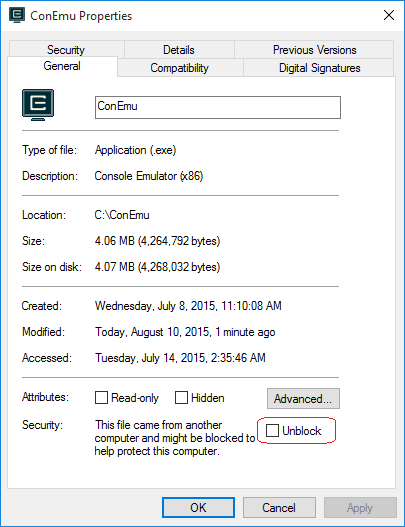 ConEmu Properties
Security Details Previous Versions
General Compatibility Digital Signatures
ConEmu
Type of file: Application (.exe)
Description: Console Emulator (x86)
Location: C:\ConEmu
Size: 4.06 MB (4,264,792 bytes)
Size on disk: 4.07 MB (4,268,032 bytes)
Created: Wednesday, July 8, 2015, 11:10:08 AM
Modified: Today, August 10, 2015, 1 minute ago
Accessed: Tuesday, July 14, 2015, 2:35:46 AM
Attributes: Read-only Hidden Advanced...
Security: This file came from another
computer and might be blocked to
help protect this computer.
Unblock
OK Cancel Apply